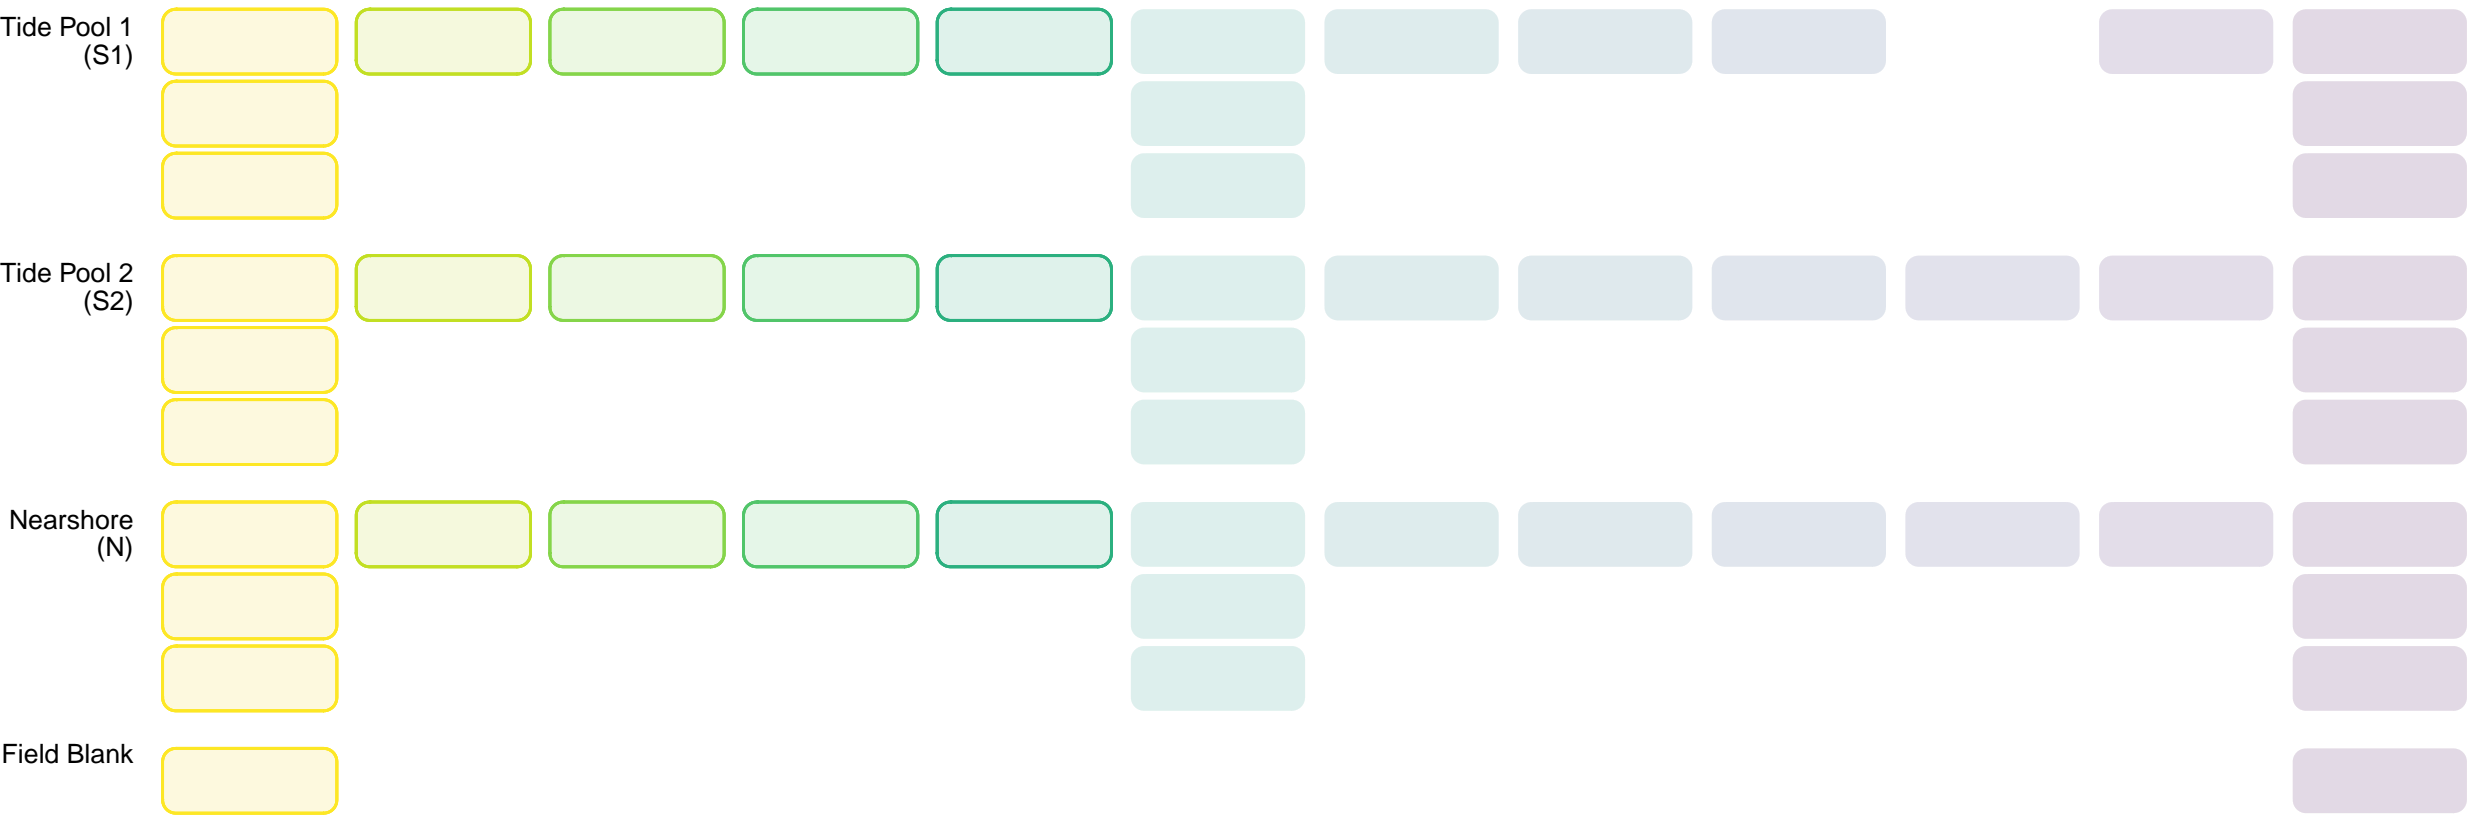 Tide Pool 1
(S1)
Tide Pool 2
(S2)
Nearshore
(N)
Field Blank